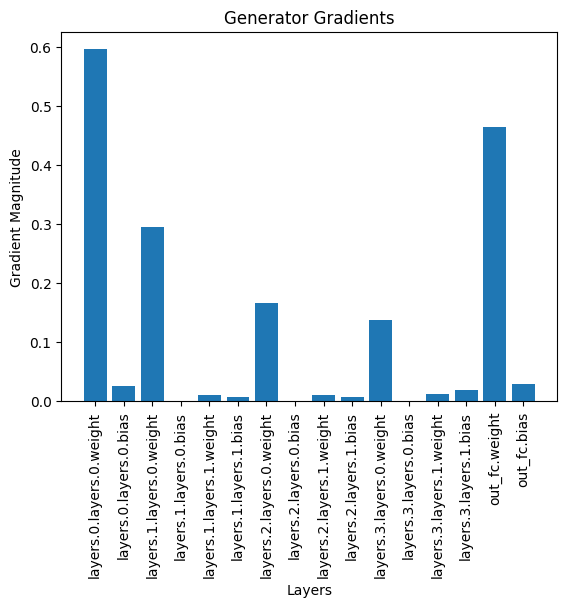 Generator Gradients
Gradient Magnitude
0.6
0.5
0.4
0.3
0.2
0.1
0.0
layers.0.layers.0.weight
layers.0.layers.0.bias
layers.1.layers.0.weight
layers.1.layers.0.bias
layers.1.layers.1.weight
layers.1.layers.1.bias
layers.2.layers.0.weight
layers.2.layers.0.bias
layers.2.layers.1.weight
layers.2.layers.1.bias
layers.3.layers.0.weight
layers.3.layers.0.bias
layers.3.layers.1.weight
layers.3.layers.1.bias
out_fc.weight
out_fc.bias
Layers